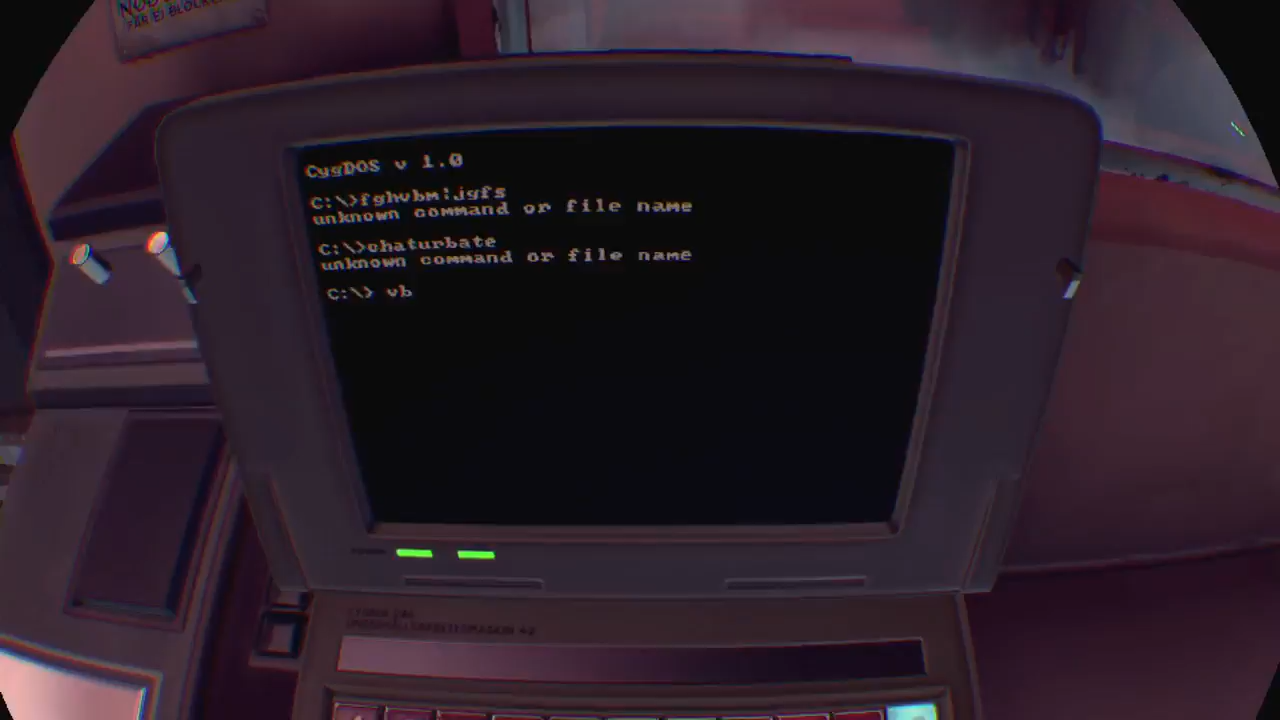 CygDOS v 1.0
C:\>fghvbm!jgfs
unknown command or file name
C:\>chaturbate
unknown command or file name
C:\> vb